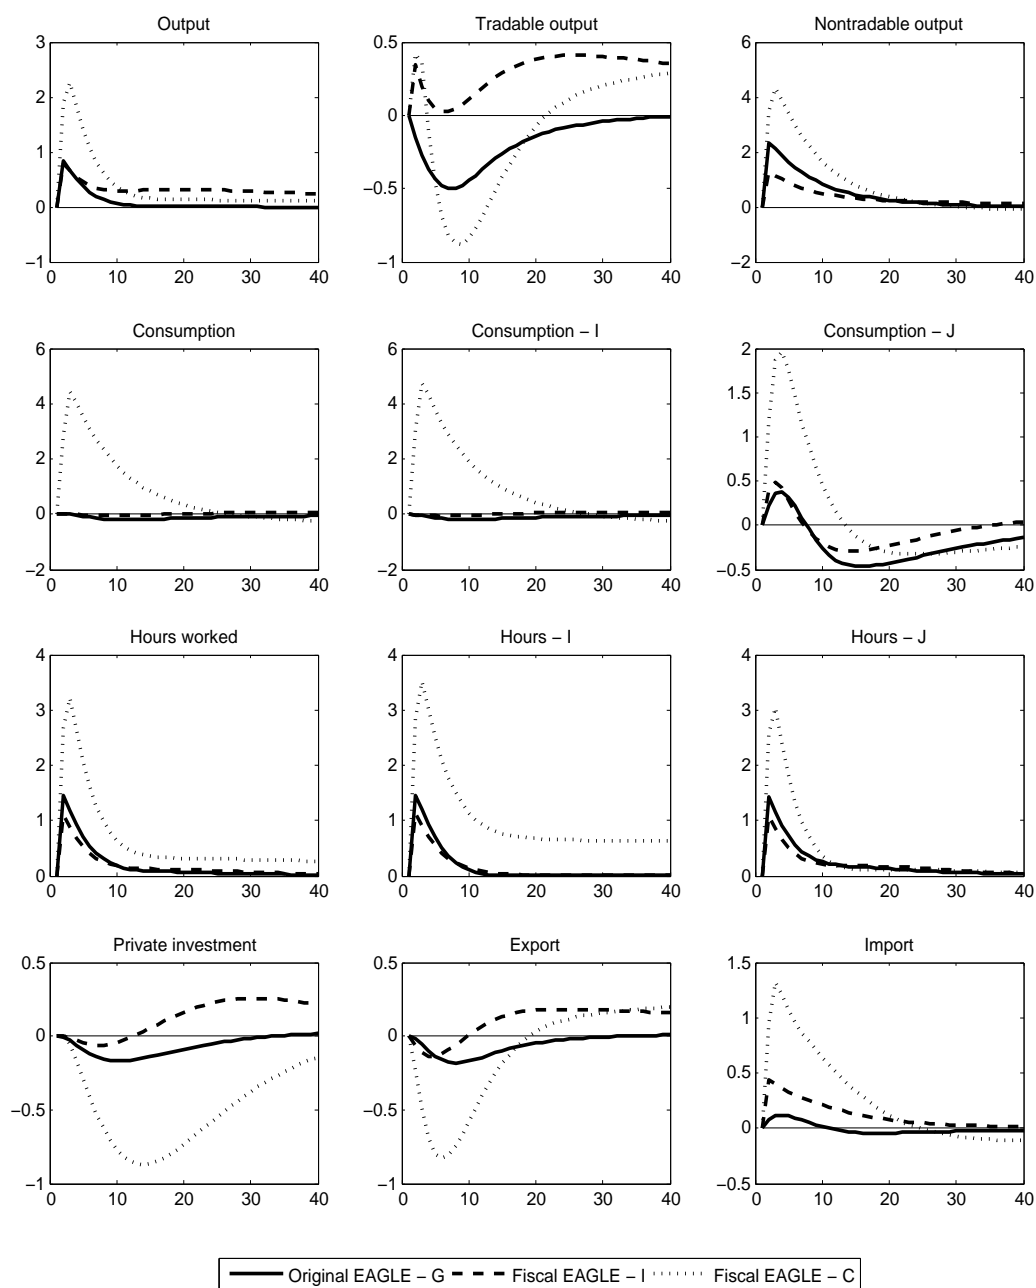 Output
Tradable output
Nontradable output
3
2
1
0
−1
0 10 20 30 40
0.5
0
−0.5
−1
0 10 20 30 40
6
4
2
0
−2
0 10 20 30 40
Consumption
Consumption − I
Consumption − J
6
4
2
0
−2
0 10 20 30 40
6
4
2
0
−2
0 10 20 30 40
2
1.5
1
0.5
0
−0.5
0 10 20 30 40
Hours worked
Hours − I
Hours − J
4
3
2
1
0
0 10 20 30 40
4
3
2
1
0
0 10 20 30 40
4
3
2
1
0
0 10 20 30 40
Private investment
Export
Import
0.5
0
−0.5
−1
0 10 20 30 40
0.5
0
−0.5
−1
0 10 20 30 40
1.5
1
0.5
0
−0.5
0 10 20 30 40
Original EAGLE − G Fiscal EAGLE − I Fiscal EAGLE − C